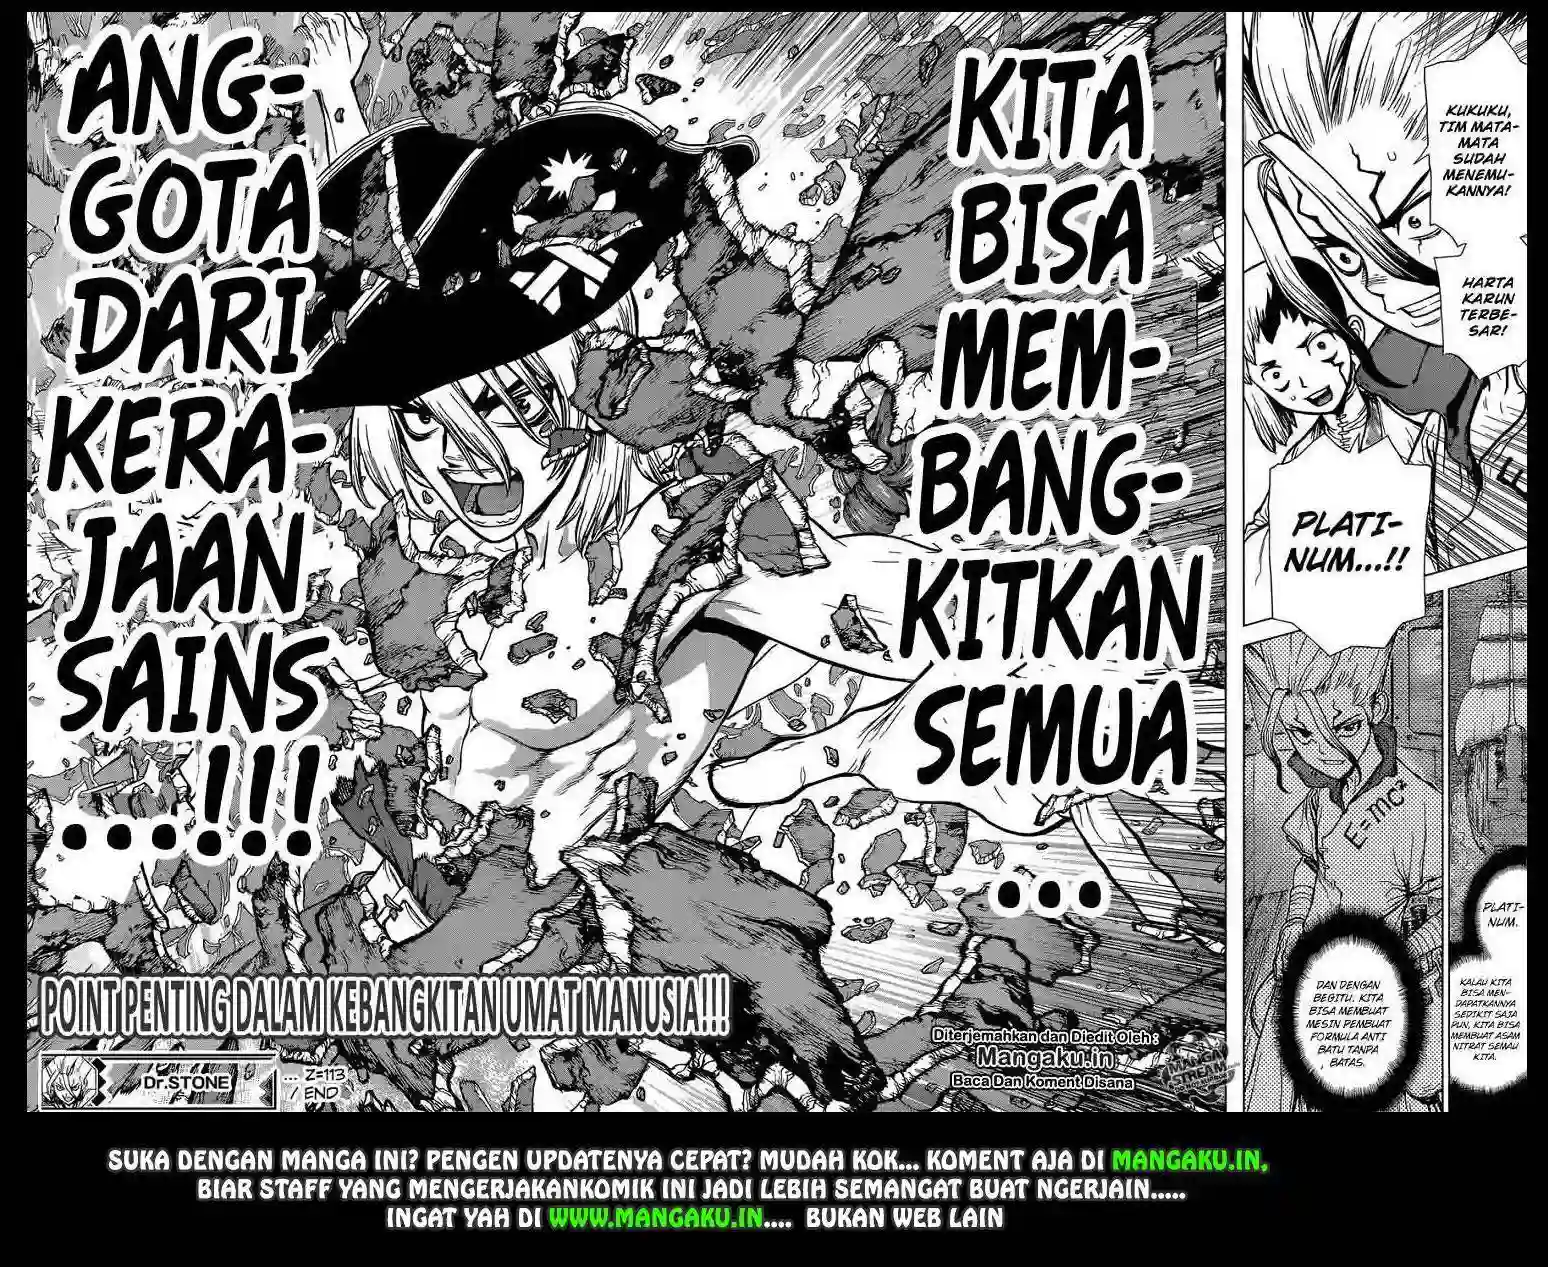 KUKUKU,
TIM MATA-
MATA
SUDAH
MENEMU-
KANNYA!
HARTA
KARUN
TERBE-
SAR!
PLATI-
NUM...!!
E=mc²
PLATI-
NUM.
KALAU KITA
BISA MEN-
DAPATKANNYA
SEDIKIT SAJA
PUN, KITA BISA
MEMBUAT ASAM
NITRAT SEMAU
KITA.
DAN DENGAN
BEGITU. KITA
BISA MEMBUAT
MESIN PEMBUAT
FORMULA ANTI
BATU TANPA
BATAS.
KITA
BISA
MEM-
BANG-
KITKAN
SEMUA
...
ANG-
GOTA
DARI
KERA-
JAAN
SAINS
...!!!
POINT PENTING DALAM KEBANGKITAN UMAT MANUSIA!!!
Dr.STONE
... Z=113
/ END
Diterjemahkan dan Diedit Oleh :
Mangaku.in
Baca Dan Koment Disana
MANGA
STREAM
SUKA DENGAN MANGA INI? PENGEN UPDATENYA CEPAT? MUDAH KOK... KOMENT AJA DI MANGAKU.IN,
BIAR STAFF YANG MENGERJAKANKOMIK INI JADI LEBIH SEMANGAT BUAT NGERJAIN.....
INGAT YAH DI WWW.MANGAKU.IN.... BUKAN WEB LAIN